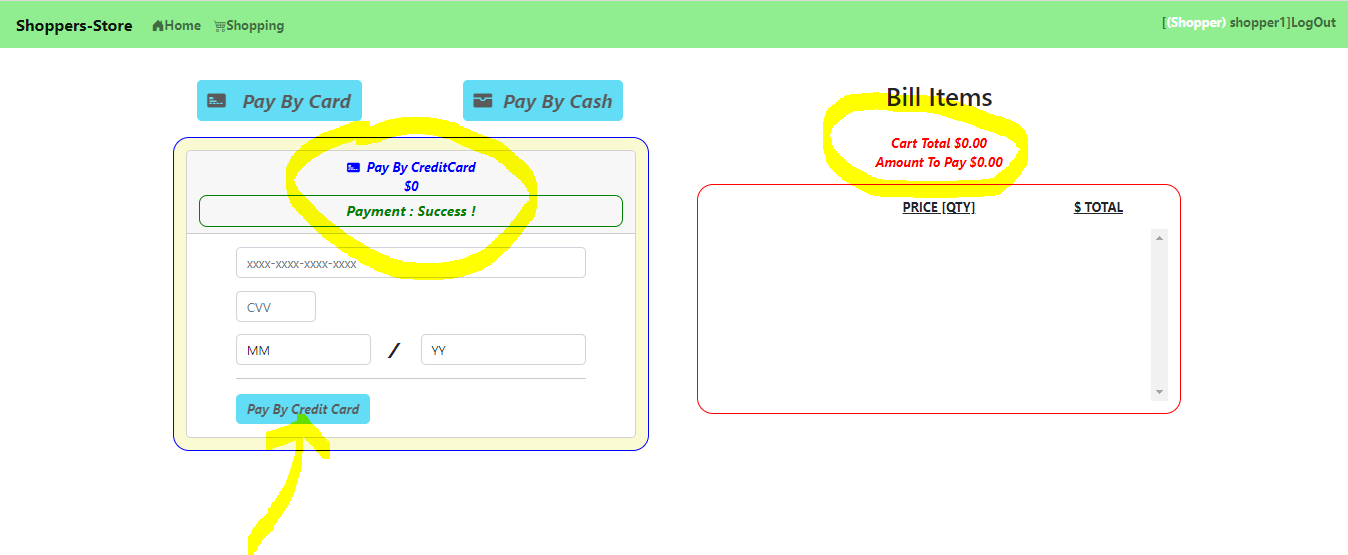 Shoppers-Store Home Shopping [(Shopper) shopper1]LogOut
Pay By Card Pay By Cash
Pay By CreditCard
$0
Payment : Success !
xxxx-xxxx-xxxx-xxxx
CVV
MM / YY
Pay By Credit Card
Bill Items
Cart Total $0.00
Amount To Pay $0.00
PRICE [QTY] $ TOTAL